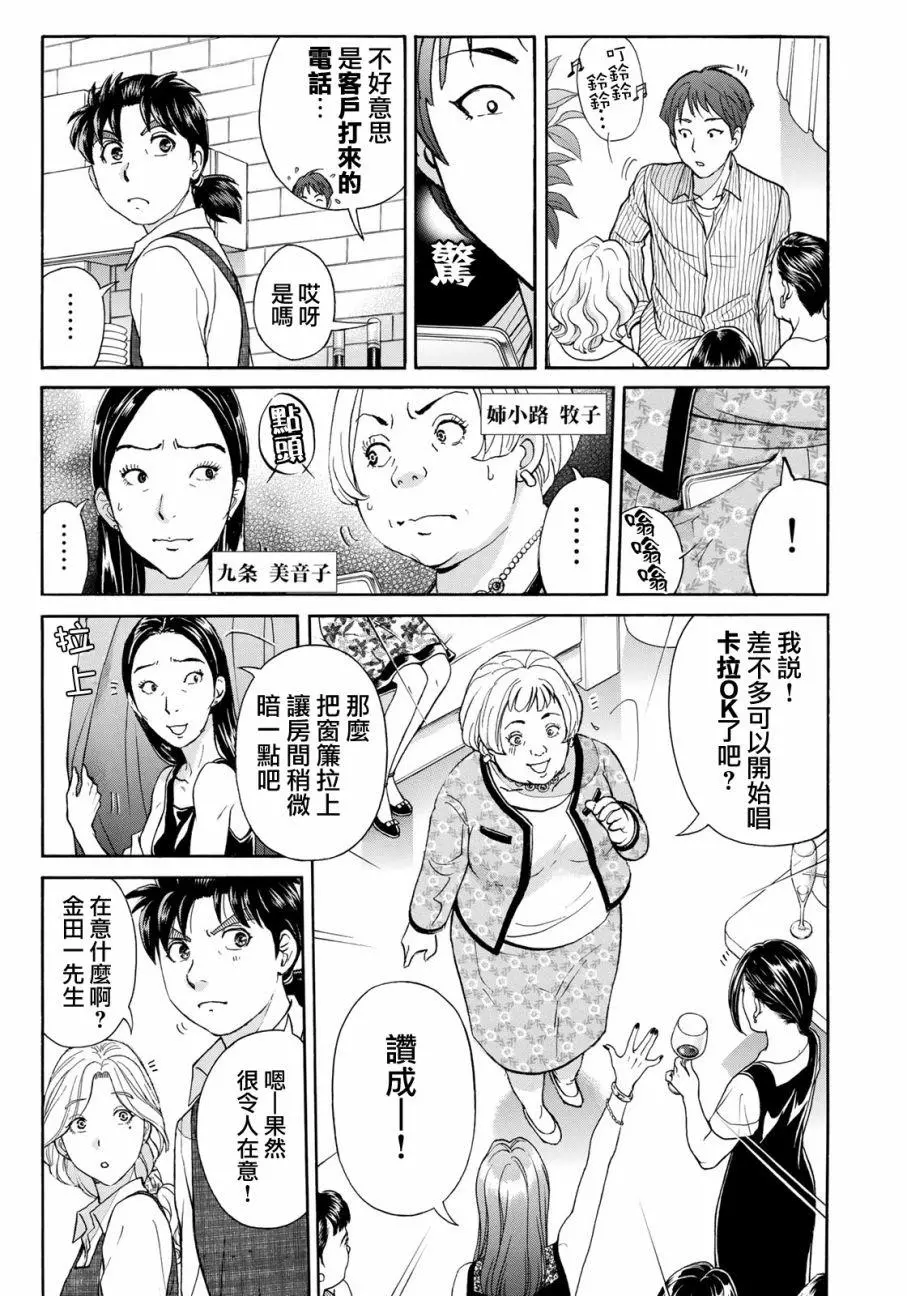 叮鈴鈴
鈴鈴…
驚
不好意思
是客戶打來的
電話…
哎呀
是嗎
……
！
嗡嗡嗡
姉小路 牧子
……
點頭
九条 美音子
……
我說！
差不多可以開始唱
卡拉OK了吧？
那麼
把窗簾拉上
讓房間稍微
暗一點吧
拉上
讚成ー！
在意什麼啊？
金田一先生
嗯ー果然
很令人在意！